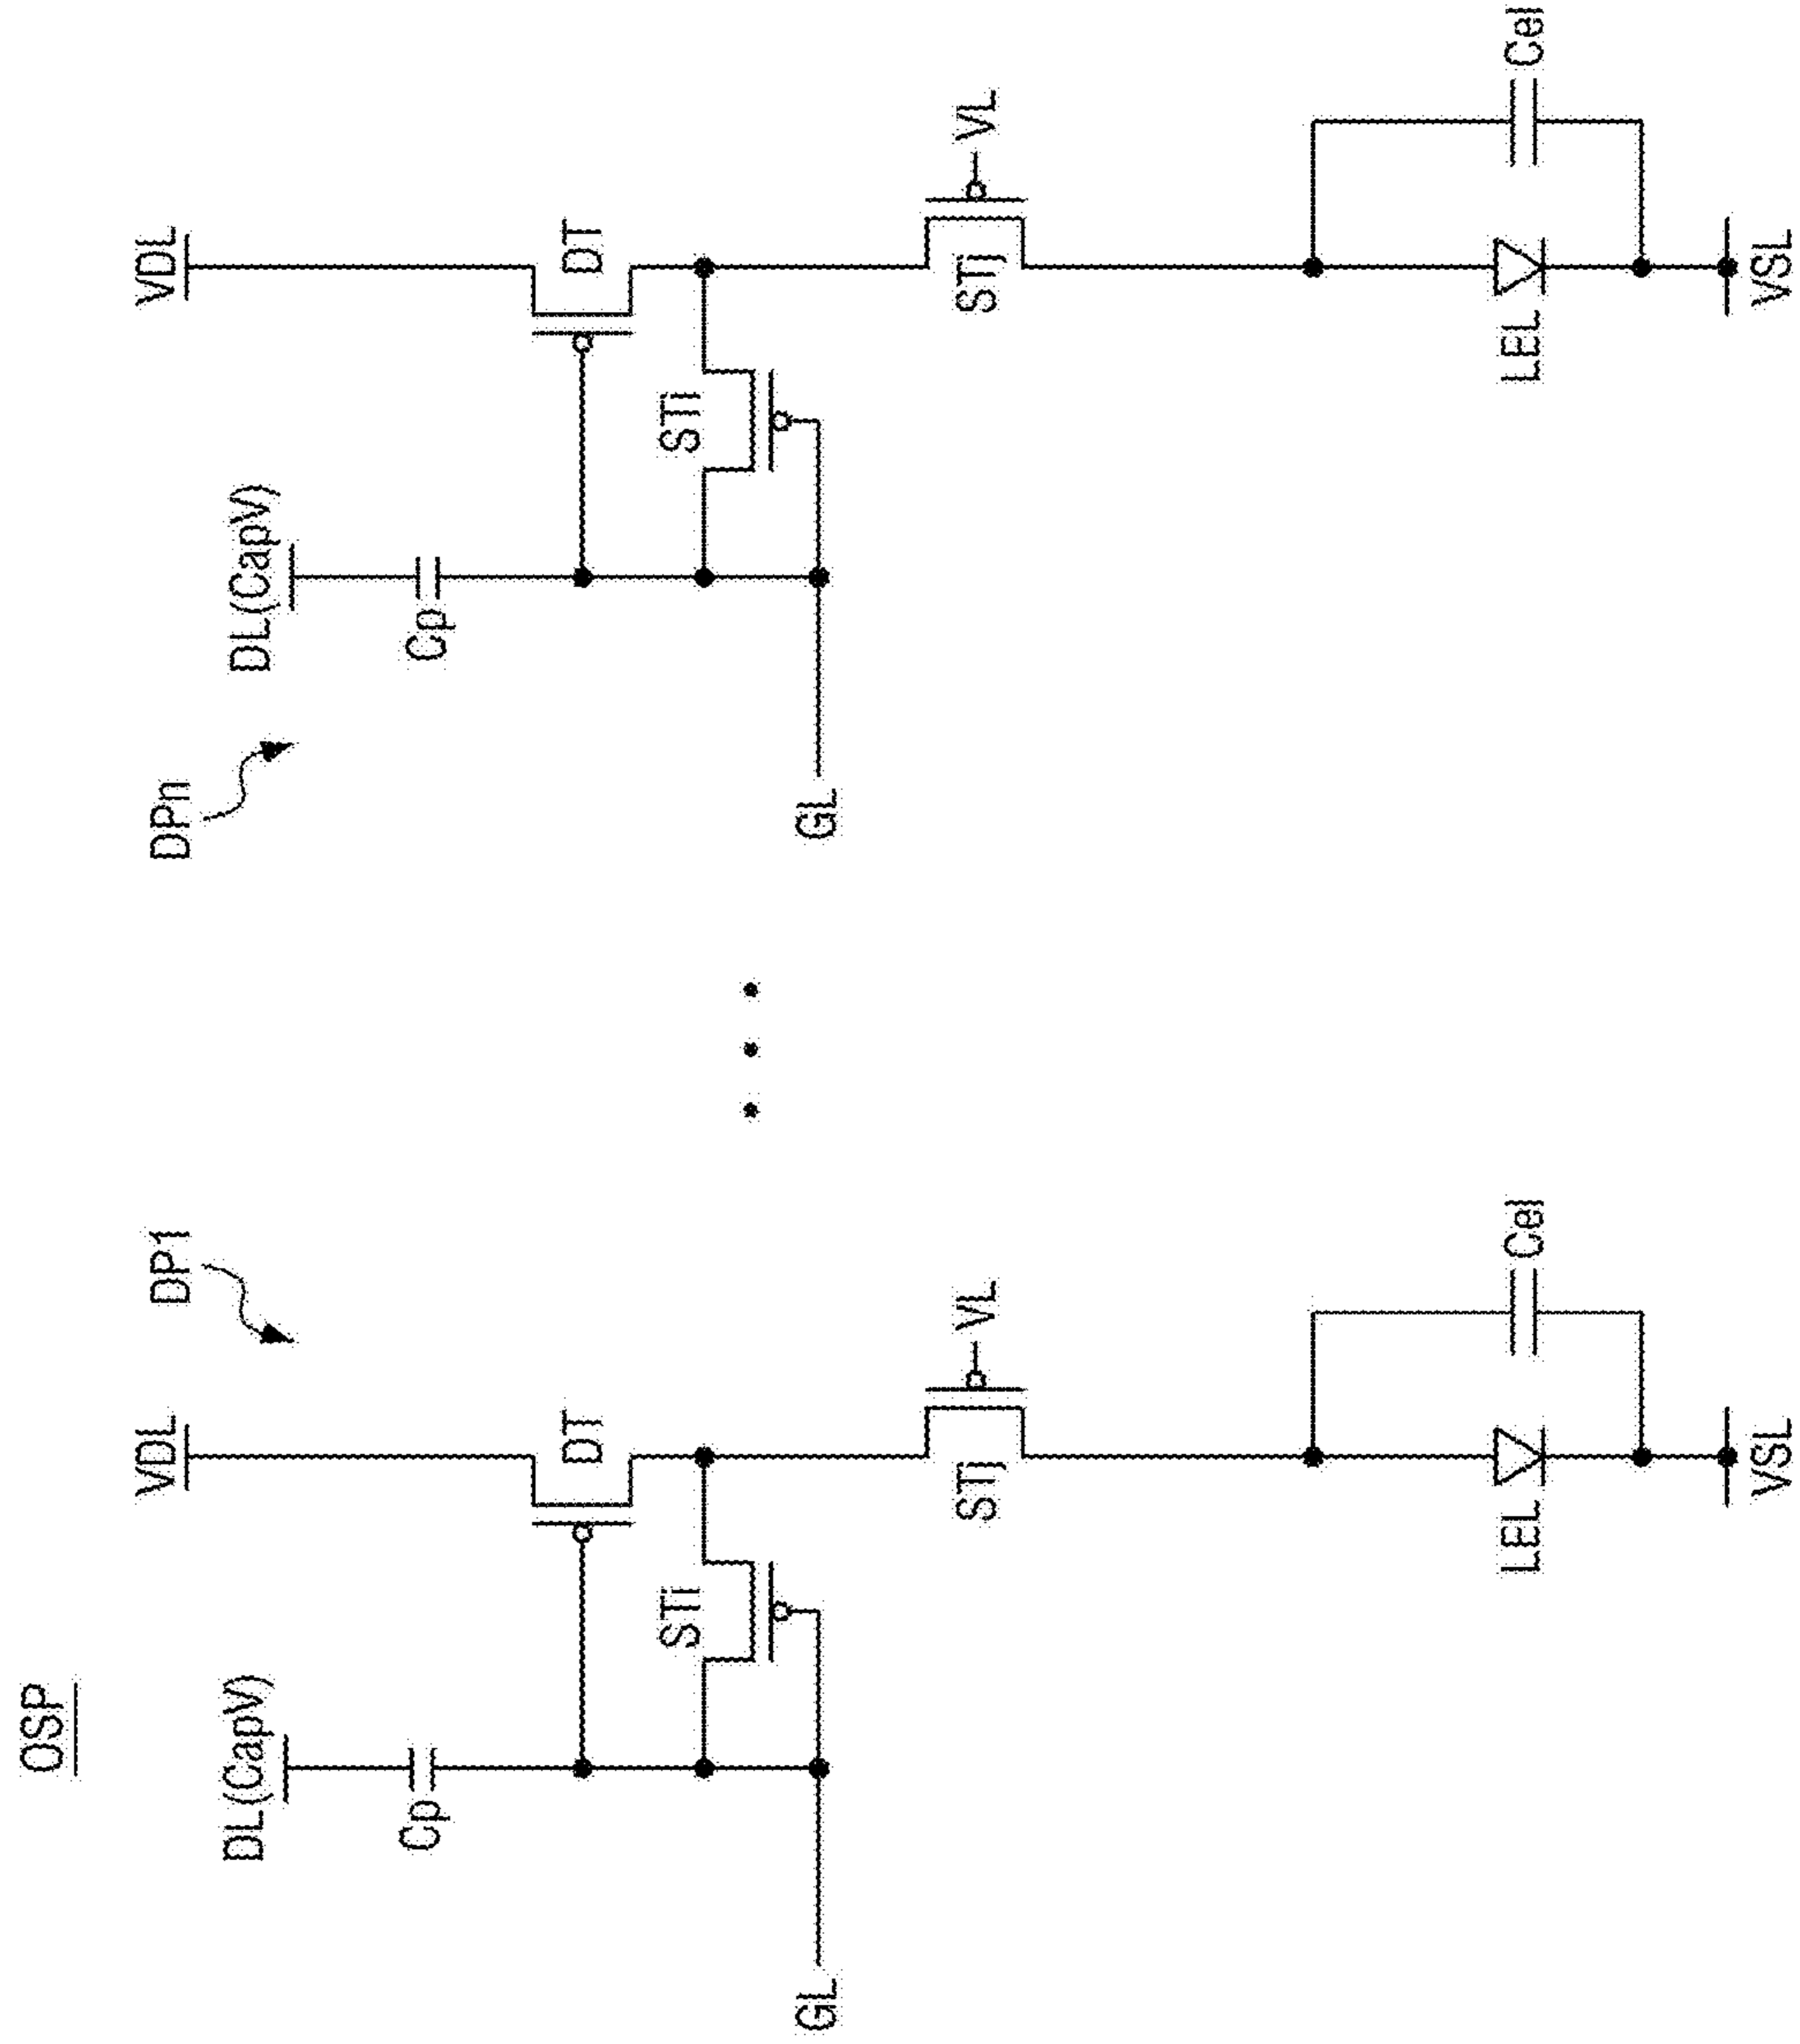 OSP
DP1
VDL
DL(CapV)
Cp
DT
STi
GL
STj
VL
LEL
Cel
VSL
DPn
VDL
DL(CapV)
Cp
DT
STi
GL
STj
VL
LEL
Cel
VSL